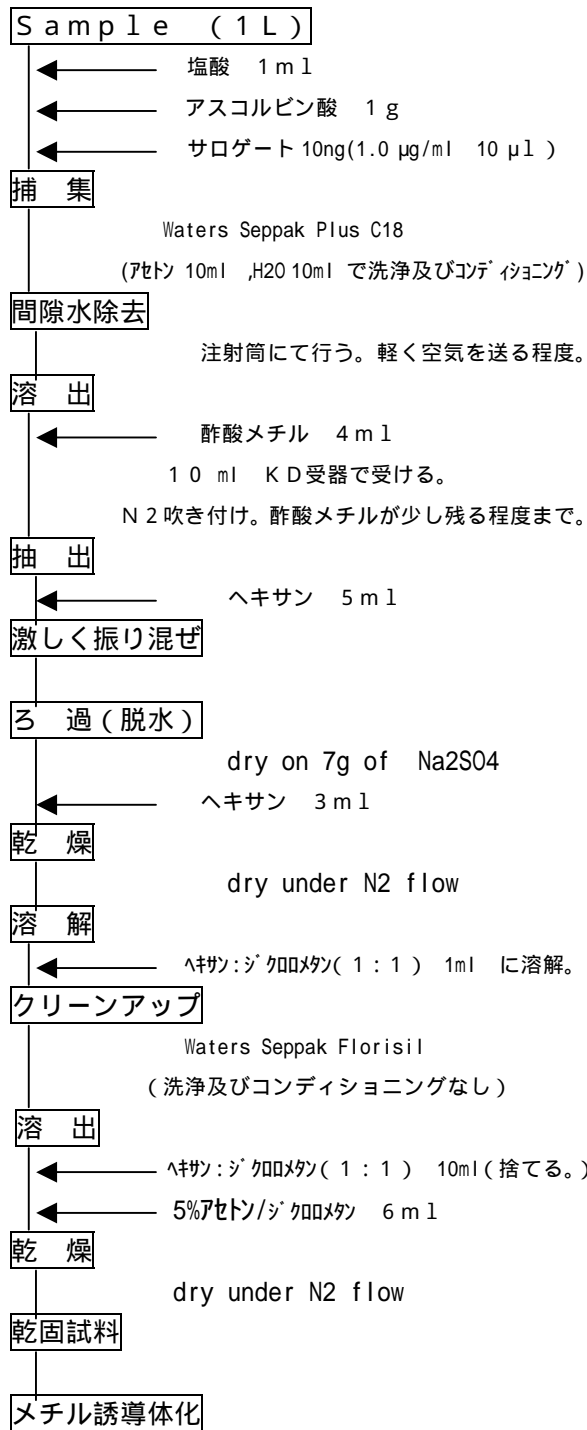 Sample (1L)
塩酸 1ml
アスコルビン酸 1g
サロゲート 10ng(1.0 µg/ml 10 µl )
捕 集
Waters Seppak Plus C18
(ｱｾﾄﾝ 10ml ,H2O 10ml で洗浄及びｺﾝﾃﾞｨｼｮﾆﾝｸﾞ)
間隙水除去
注射筒にて行う。軽く空気を送る程度。
溶 出
酢酸メチル 4ml
10 ml KD受器で受ける。
N2吹き付け。酢酸メチルが少し残る程度まで。
抽 出
ヘキサン 5ml
激しく振り混ぜ
ろ 過(脱水)
dry on 7g of Na2SO4
ヘキサン 3ml
乾 燥
dry under N2 flow
溶 解
ﾍｷｻﾝ:ｼﾞｸﾛﾛﾒﾀﾝ(1:1) 1ml に溶解。
クリーンアップ
Waters Seppak Florisil
(洗浄及びコンディショニングなし)
溶 出
ﾍｷｻﾝ:ｼﾞｸﾛﾛﾒﾀﾝ(1:1) 10ml(捨てる。)
5%ｱｾﾄﾝ/ｼﾞｸﾛﾛﾒﾀﾝ 6ml
乾 燥
dry under N2 flow
乾固試料
メチル誘導体化